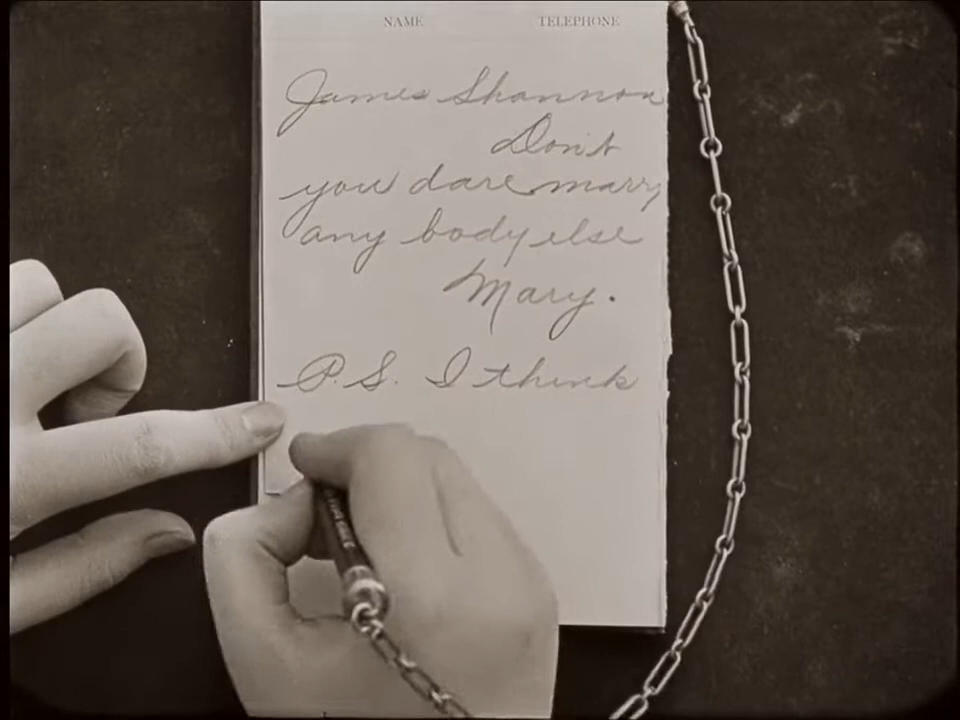 NAME TELEPHONE
James Shannon
Don't
you dare marry
any body else
Mary.
P.S. I think